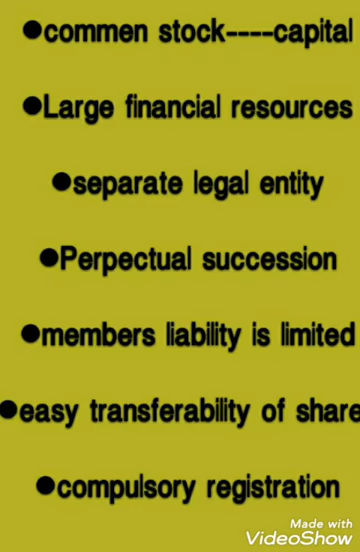 ●commen stock----capital
●Large financial resources
●separate legal entity
●Perpectual succession
●members liability is limited
●easy transferability of share
●compulsory registration
Made with
VideoShow